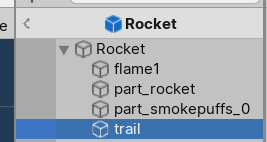 Rocket
Rocket
flame1
part_rocket
part_smokepuffs_0
trail